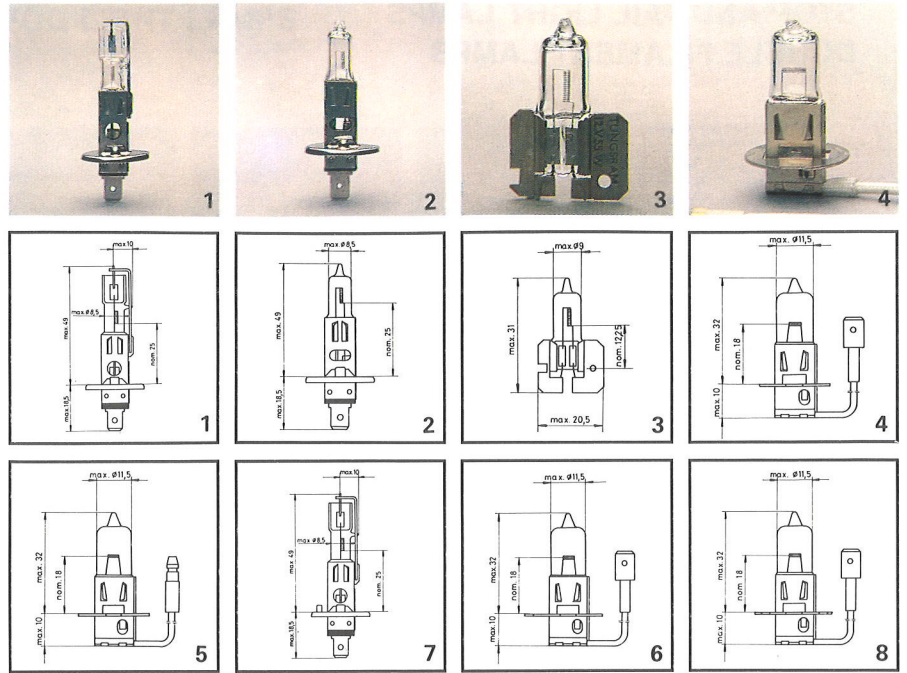 1
2
TUNGSRAM
12V55W
3
4
max.10
max. 49
max.Ø8,5
nom. 25
max.18,5
1
max.Ø8,5
max. 49
nom. 25
max.18,5
2
max.Ø9
max. 31
nom.12,25
max. 20,5
3
max. Ø11,5
max. 32
nom. 18
max.10
4
max. Ø11,5
max. 32
nom. 18
max.10
5
max.10
max. 49
max.Ø8,5
nom. 25
max.18,5
7
max. Ø11,5
max.32
nom. 18
max.10
6
max. Ø11,5
max. 32
nom. 18
max.10
8